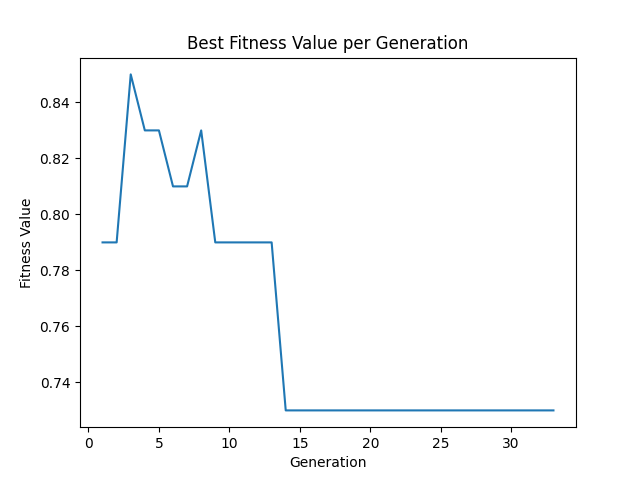 Best Fitness Value per Generation
0.84
0.82
0.80
0.78
0.76
0.74
Fitness Value
0 5 10 15 20 25 30
Generation